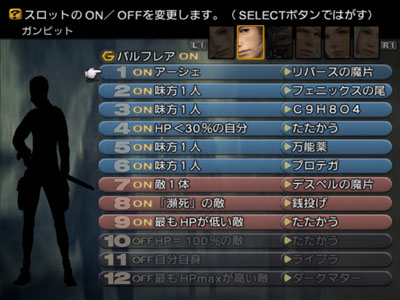 スロットのON／OFFを変更します。（SELECTボタンではがす）
ガンビット
L1 R1
バルフレア ON
1 ON アーシェ リバースの魔片
2 ON 味方1人 フェニックスの尾
3 ON 味方1人 C9H8O4
4 ON HP＜30％の自分 たたかう
5 ON 味方1人 万能薬
6 ON 味方1人 プロテガ
7 ON 敵1体 デスペルの魔片
8 ON 「瀕死」の敵 銭投げ
9 ON 最もHPが低い敵 たたかう
10 OFF HP＝100％の敵 たたかう
11 OFF 自分自身 ライブラ
12 OFF 最もHPmaxが高い敵 ダークマター